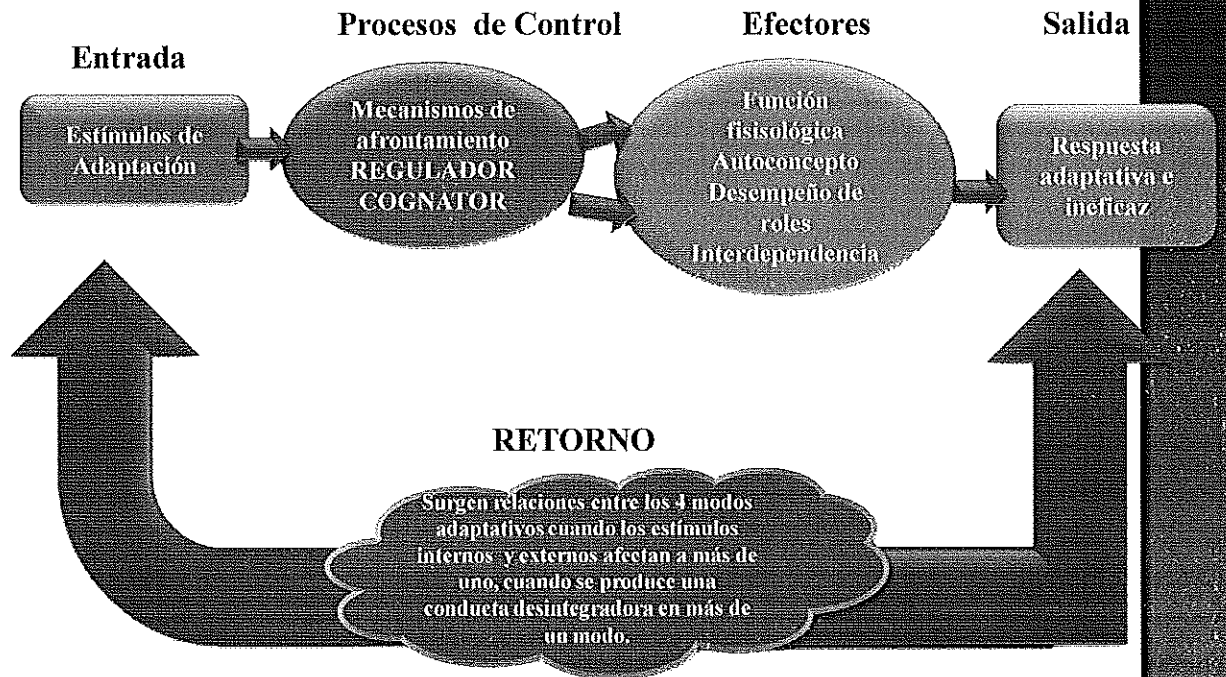 Procesos de Control
Efectores
Salida
Entrada
Estímulos de
Adaptación
Mecanismos de
afrontamiento
REGULADOR
COGNATOR
Función
fisisológica
Autoconcepto
Desempeño de
roles
Interdependencia
Respuesta
adaptativa e
ineficaz
RETORNO
Surgen relaciones entre los 4 modos
adaptativos cuando los estímulos
internos y externos afectan a más de
uno, cuando se produce una
conducta desintegradora en más de
un modo.